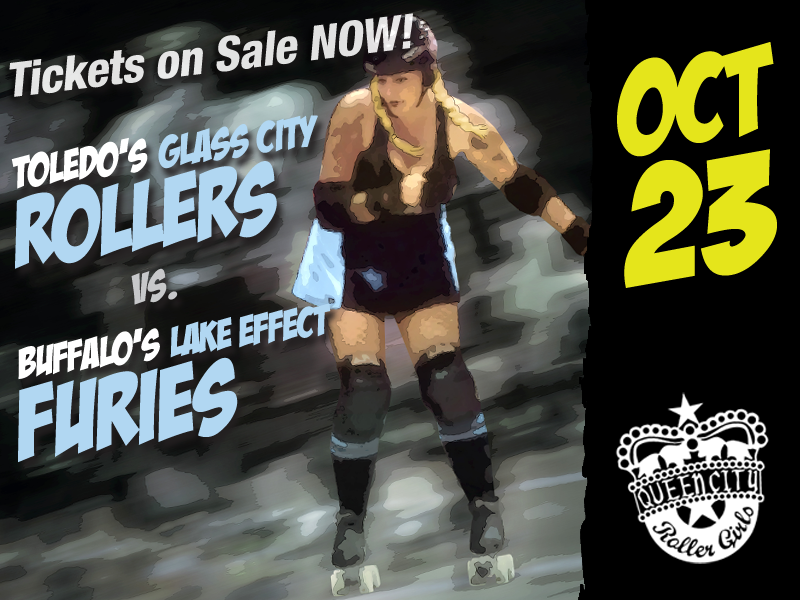 Tickets on Sale NOW!
TOLEDO'S GLASS CITY
ROLLERS
VS.
BUFFALO'S LAKE EFFECT
FURIES
OCT
23
QUEEN CITY
Roller Girls